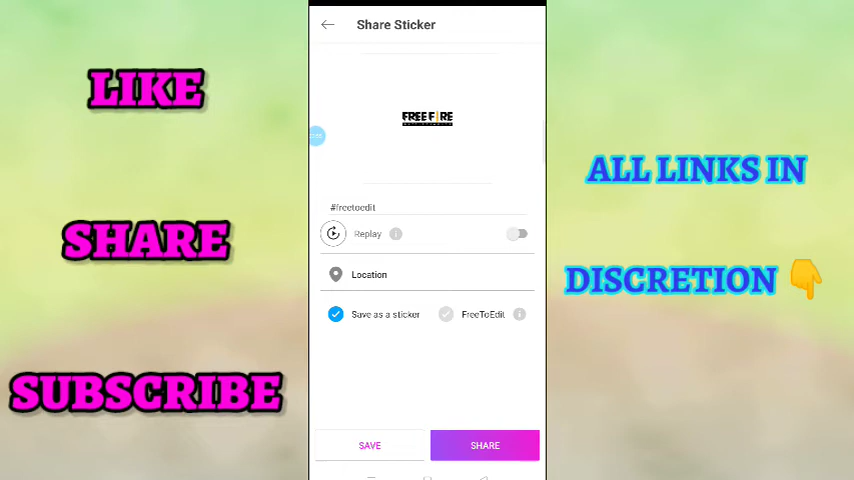 LIKE
SHARE
SUBSCRIBE
Share Sticker
FREE FIRE
#freetoedit
Replay
Location
Save as a sticker
FreeToEdit
SAVE
SHARE
ALL LINKS IN
DISCRETION 👇